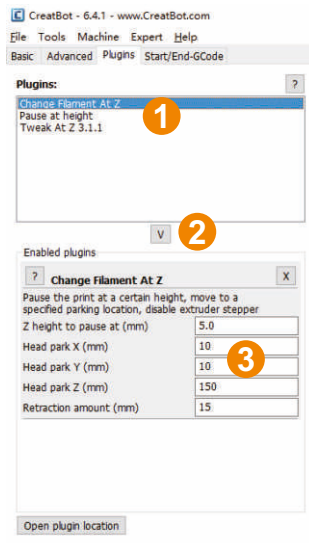 CreatBot - 6.4.1 - www.CreatBot.com
File Tools Machine Expert Help
Basic Advanced Plugins Start/End-GCode
Plugins: ?
Change Filament At Z
Pause at height
Tweak At Z 3.1.1
1
V 2
Enabled plugins
? Change Filament At Z X
Pause the print at a certain height, move to a
specified parking location, disable extruder stepper
Z height to pause at (mm) 5.0
Head park X (mm) 10
Head park Y (mm) 10
3
Head park Z (mm) 150
Retraction amount (mm) 15
Open plugin location